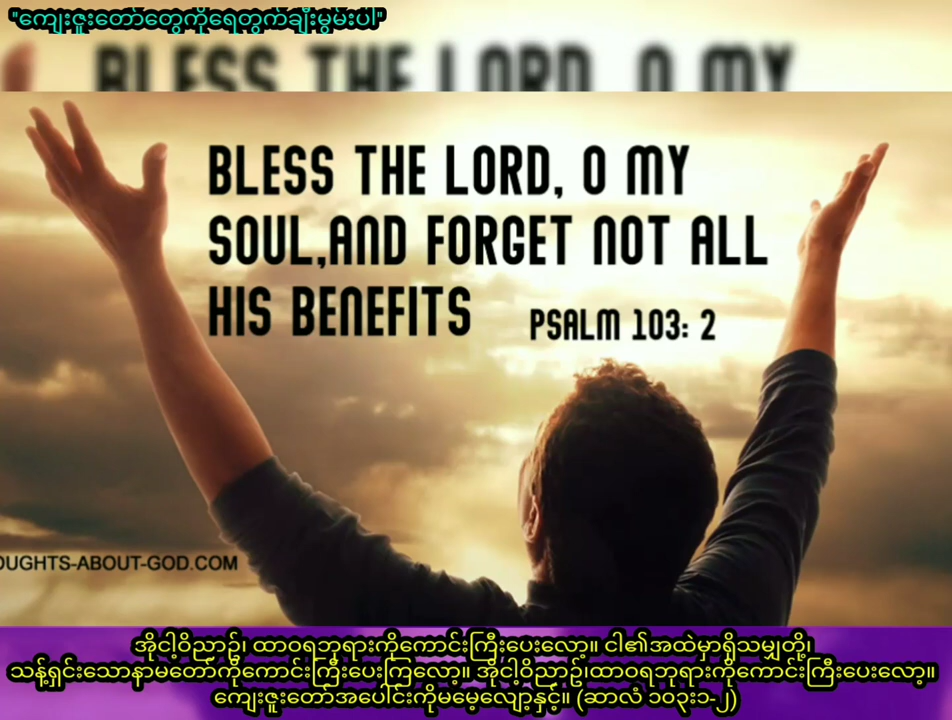 "ကျေးဇူးတော်တွေကိုရေတွက်ချီးမွမ်းပါ"
BLESS THE LORD, O MY
BLESS THE LORD, O MY
SOUL,AND FORGET NOT ALL
HIS BENEFITS
PSALM 103: 2
OUGHTS-ABOUT-GOD.COM
အိုငါ့ဝိညာဉ်၊ ထာဝရဘုရားကိုကောင်းကြီးပေးလော့။ ငါ၏အထဲမှာရှိသမျှတို့၊
သန့်ရှင်းသောနာမတော်ကိုကောင်းကြီးပေးကြလော့။ အိုငါ့ဝိညာဉ်၊ထာဝရဘုရားကိုကောင်းကြီးပေးလော့။
ကျေးဇူးတော်အပေါင်းကိုမမေ့လျော့နှင့်။ (ဆာလံ ၁၀၃း၁-၂)